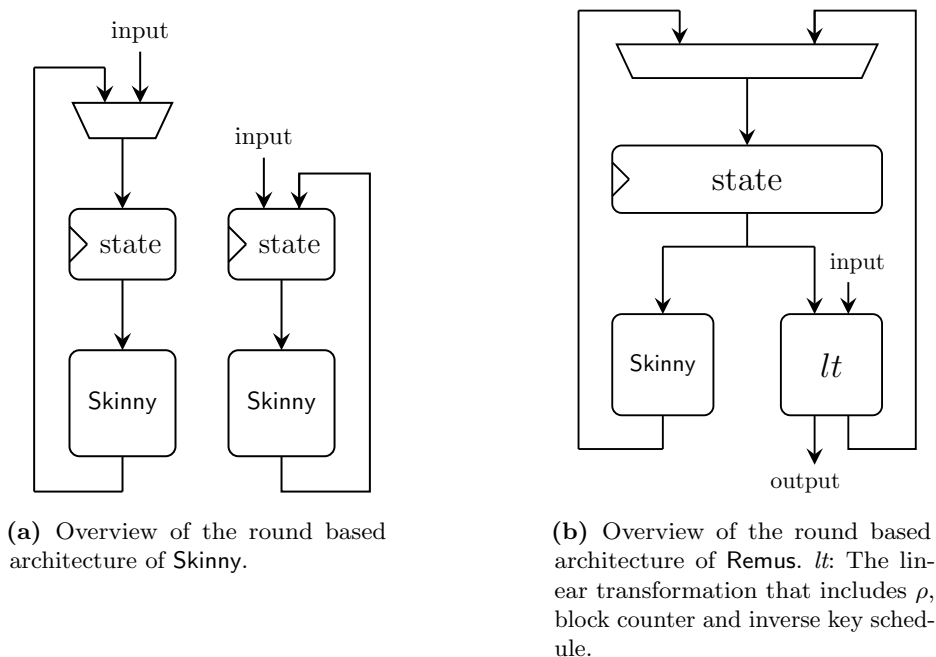 input
input
state
state
Skinny
Skinny
(a) Overview of the round based
architecture of Skinny.
state
input
Skinny
lt
output
(b) Overview of the round based
architecture of Remus. lt: The lin-
ear transformation that includes ρ,
block counter and inverse key sched-
ule.